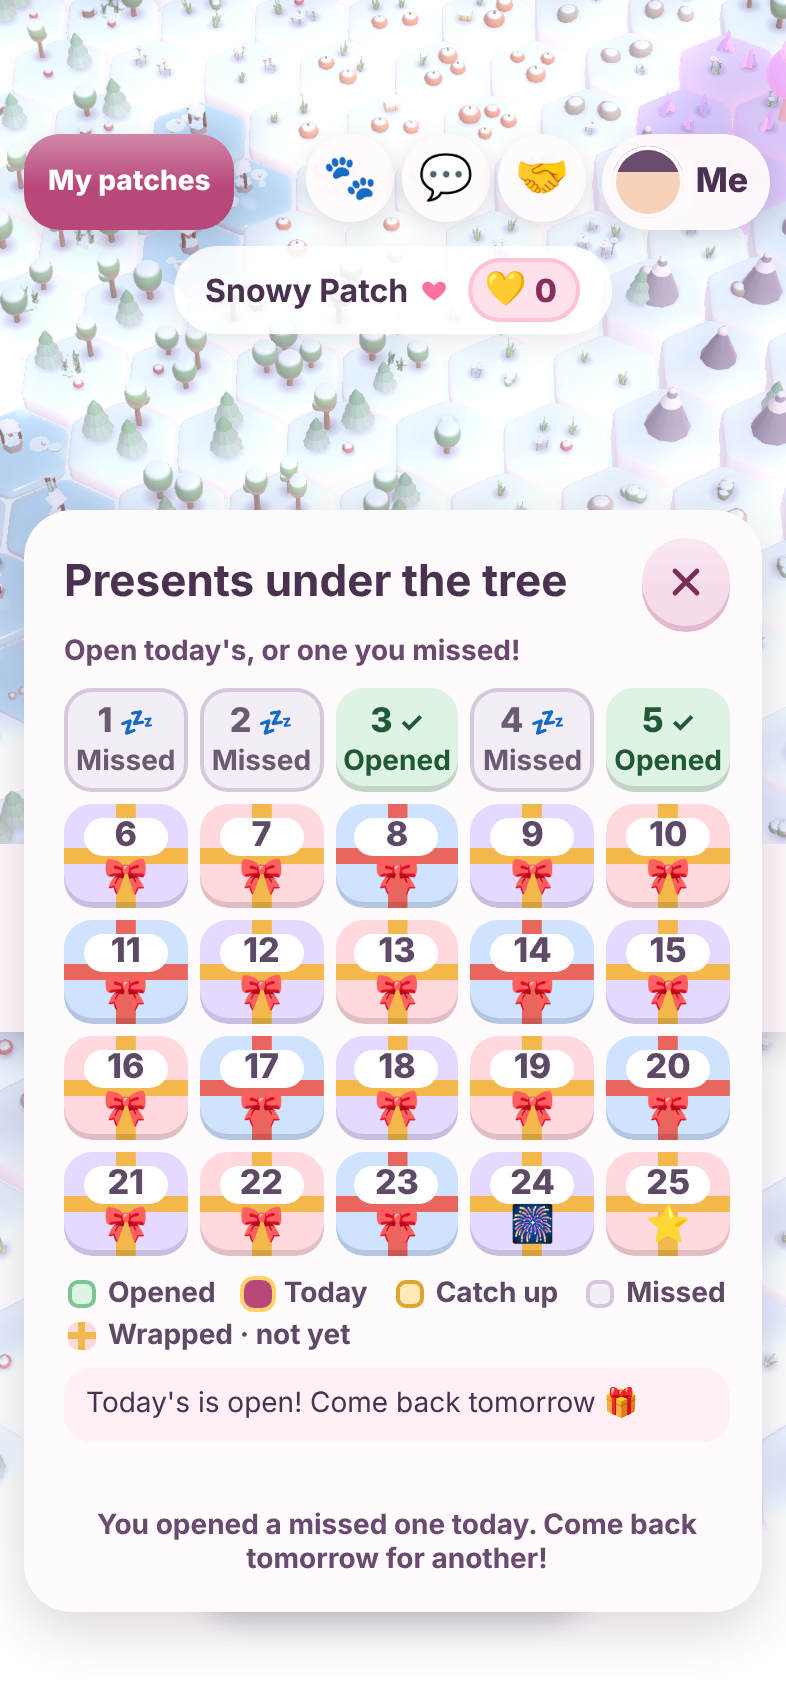 My patches
Me
Snowy Patch
0
Presents under the tree
Open today's, or one you missed!
1 💤 2 💤 3 ✓ 4 💤 5 ✓
Missed Missed Opened Missed Opened
6 7 8 9 10
11 12 13 14 15
16 17 18 19 20
21 22 23 24 25
Opened Today Catch up Missed
Wrapped · not yet
Today's is open! Come back tomorrow 🎁
You opened a missed one today. Come back
tomorrow for another!